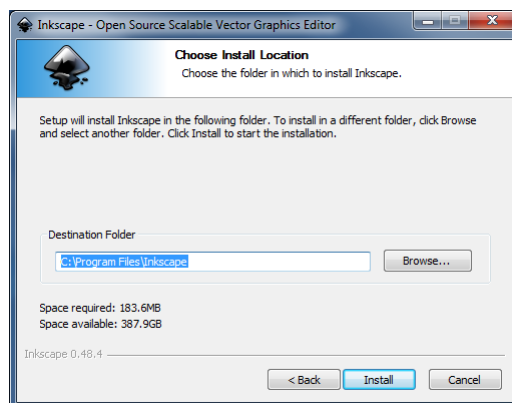 Inkscape - Open Source Scalable Vector Graphics Editor
Choose Install Location
Choose the folder in which to install Inkscape.
Setup will install Inkscape in the following folder. To install in a different folder, click Browse
and select another folder. Click Install to start the installation.
Destination Folder
C:\Program Files\Inkscape
Browse...
Space required: 183.6MB
Space available: 387.9GB
Inkscape 0.48.4
< Back Install Cancel